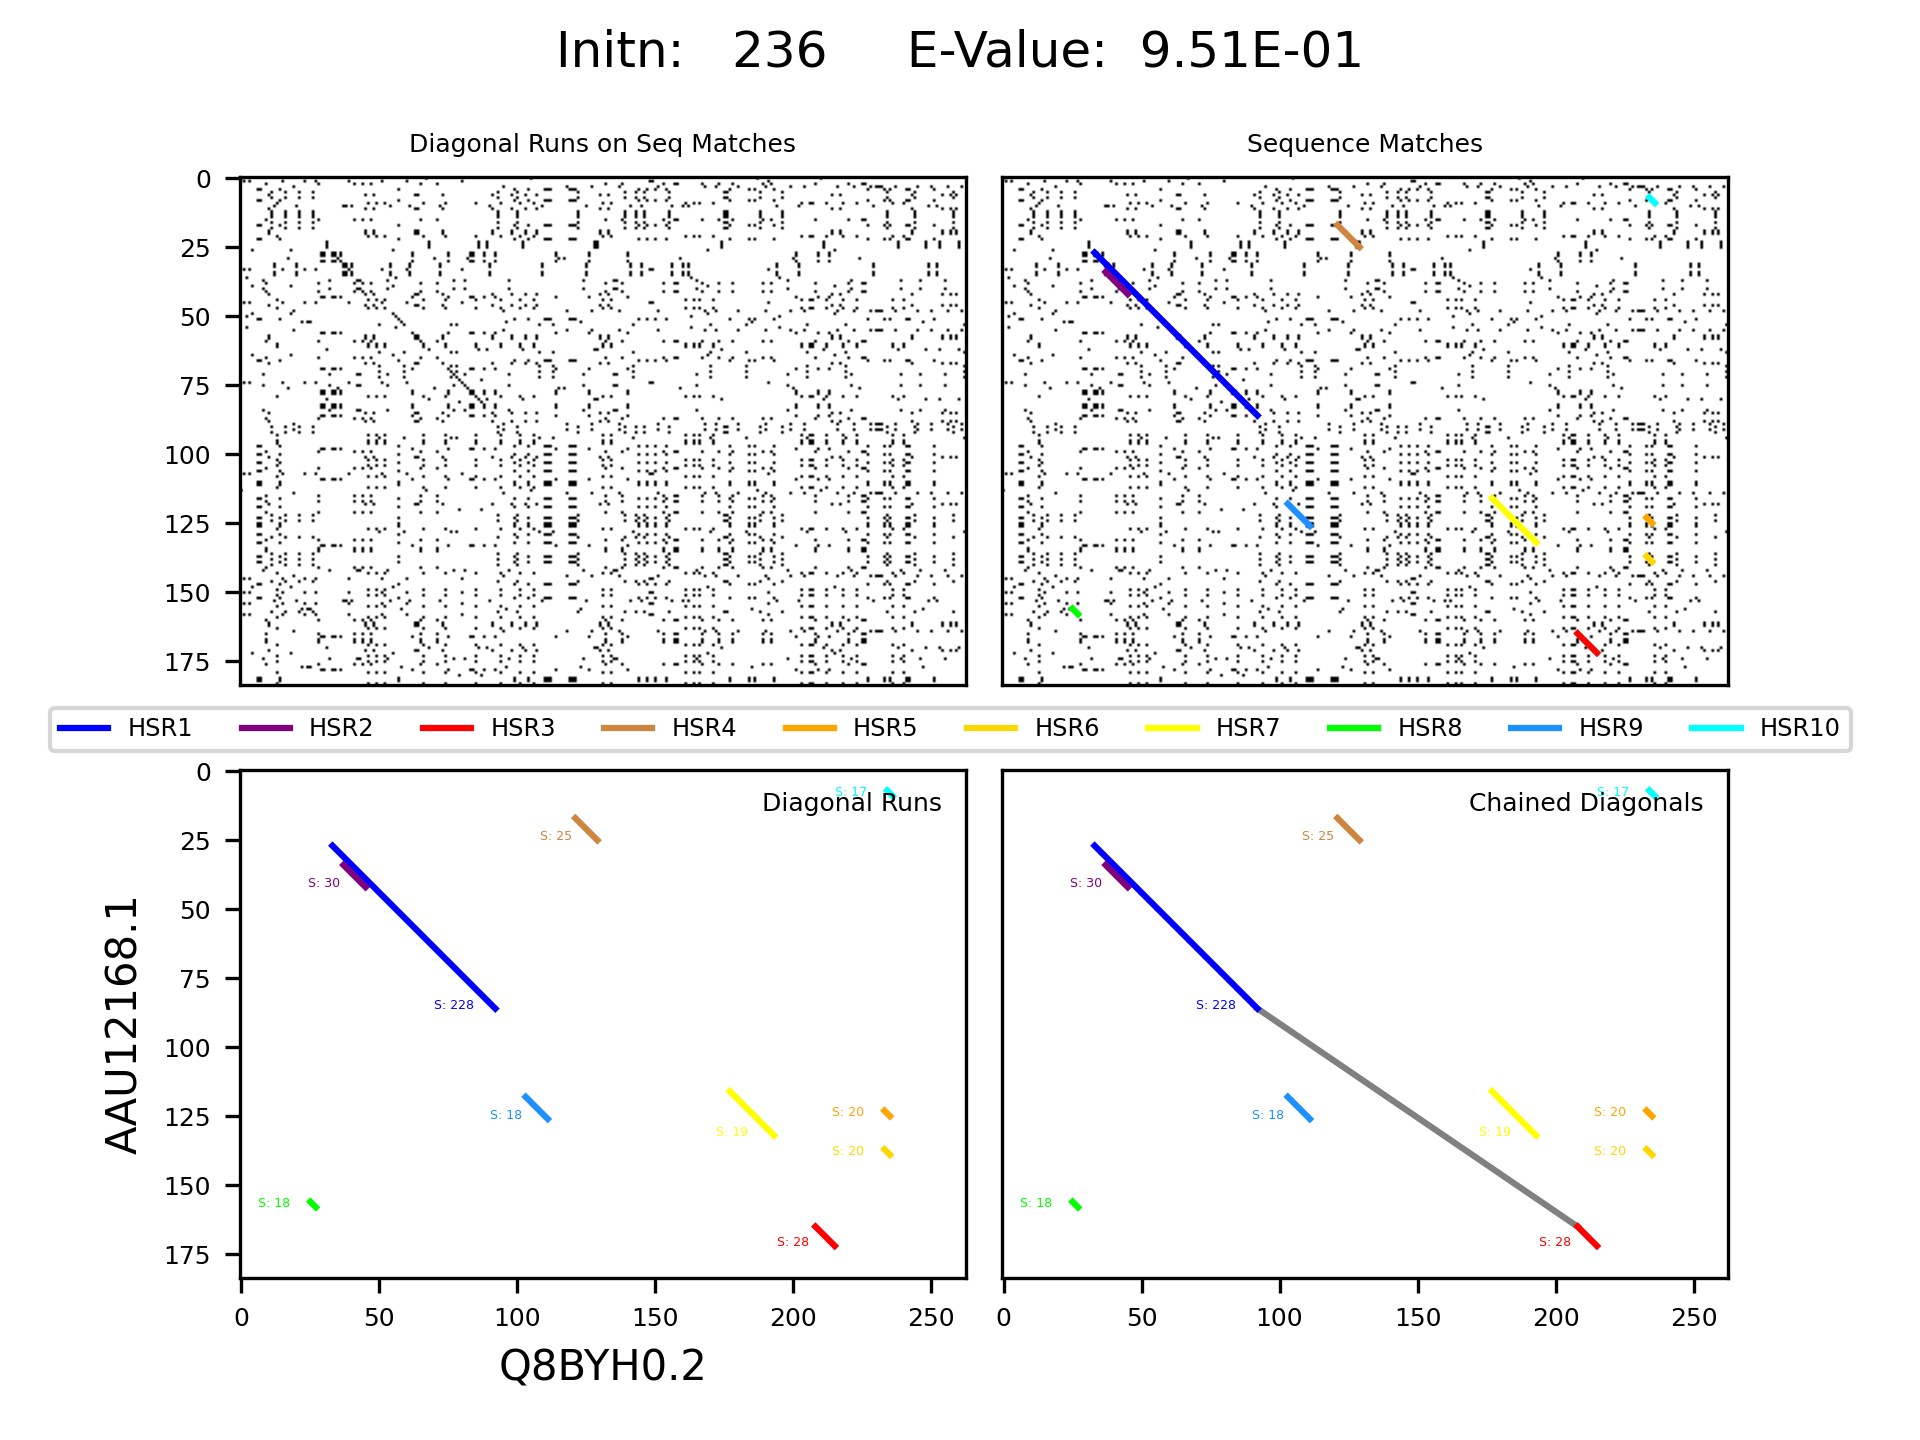 Initn: 236 E-Value: 9.51E-01
Diagonal Runs on Seq Matches
Sequence Matches
0
25
50
75
100
125
150
175
HSR1 HSR2 HSR3 HSR4 HSR5 HSR6 HSR7 HSR8 HSR9 HSR10
AAU12168.1
0
25
50
75
100
125
150
175
Diagonal Runs
S: 17
S: 25
S: 30
S: 228
S: 20
S: 18
S: 19
S: 20
S: 18
S: 28
0 50 100 150 200 250
Q8BYH0.2
Chained Diagonals
S: 17
S: 25
S: 30
S: 228
S: 20
S: 18
S: 19
S: 20
S: 18
S: 28
0 50 100 150 200 250